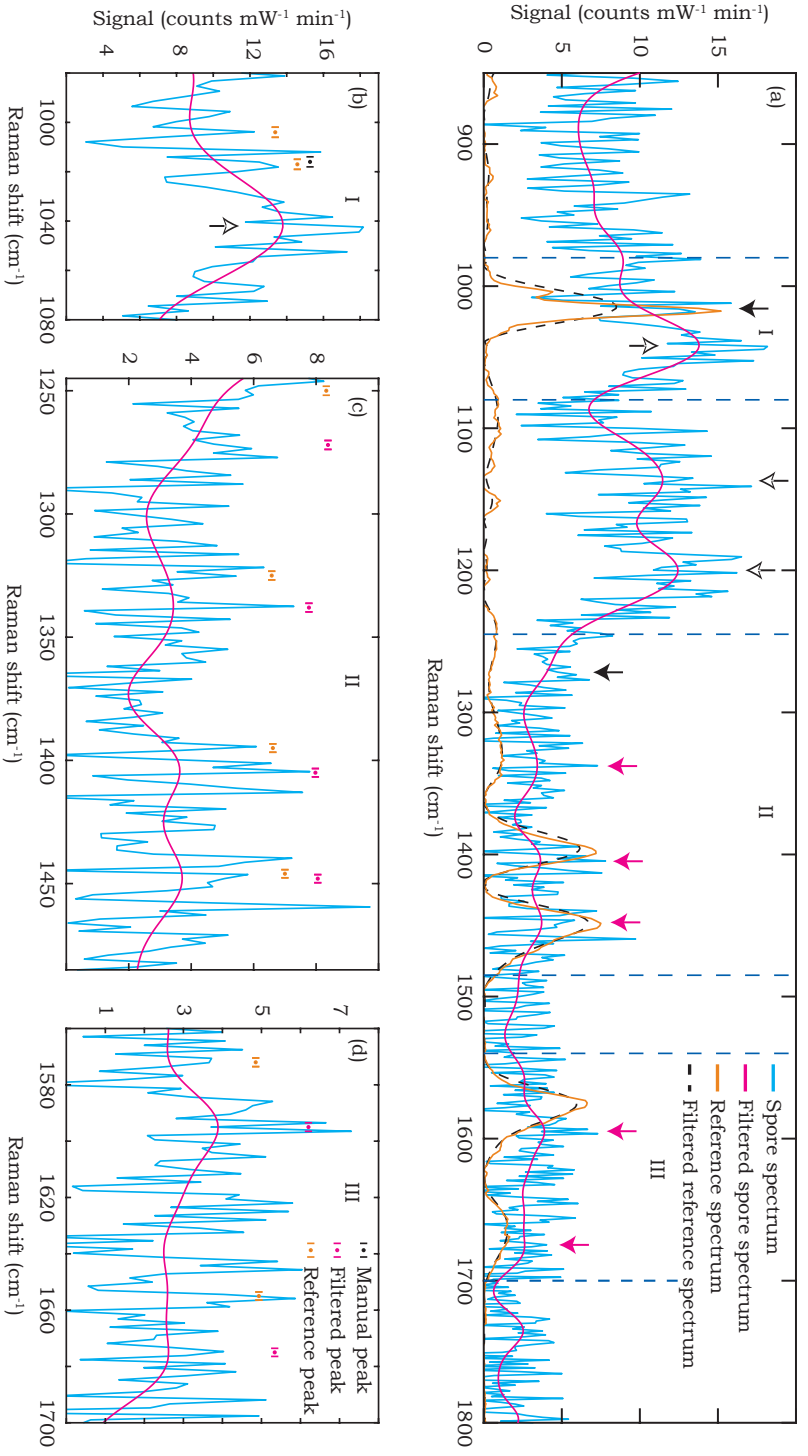 (a)
Signal (counts mW-1 min-1)
15
10
5
0
I
II
III
Spore spectrum
Filtered spore spectrum
Reference spectrum
Filtered reference spectrum
900
1000
1100
1200
1300
1400
1500
1600
1700
1800
Raman shift (cm-1)
(b)
Signal (counts mW-1 min-1)
16
12
8
4
I
1000
1040
1080
Raman shift (cm-1)
(c)
8
6
4
2
II
1250
1300
1350
1400
1450
Raman shift (cm-1)
(d)
7
5
3
1
III
Manual peak
Filtered peak
Reference peak
1580
1620
1660
1700
Raman shift (cm-1)